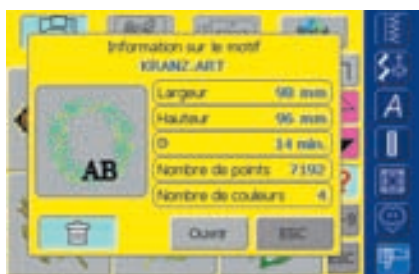 Information sur le motif
KRANZ.ART
Largeur 98 mm
Hauteur 96 mm
14 min.
Nombre de points 7192
Nombre de couleurs 4
AB
Ouvrir
ESC
A
?